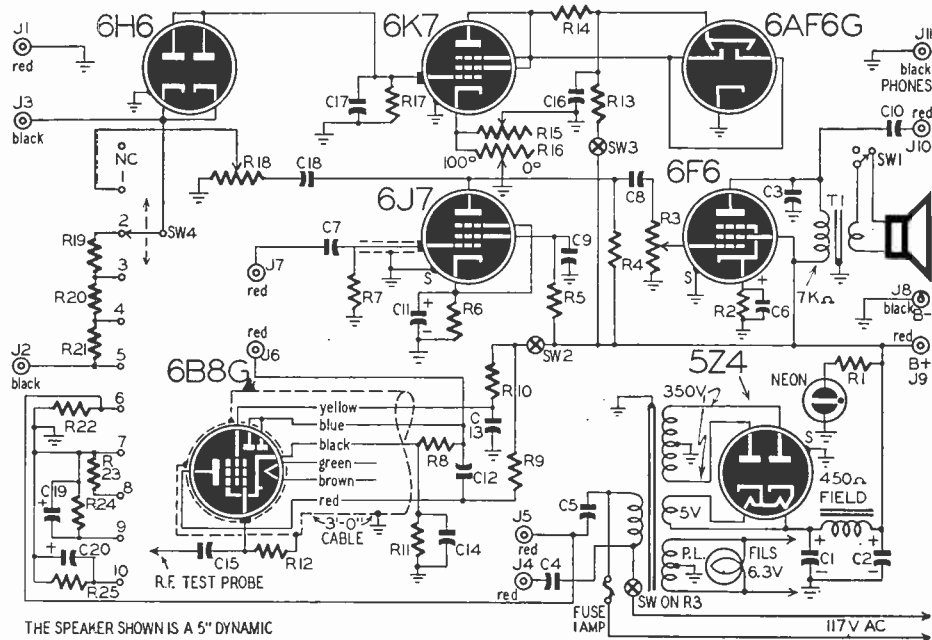 6H6
6K7
6AF6G
J1
red
J3
black
J11
black
PHONES
R14
C17
R17
C16
R13
R15
R16
100°
0°
SW3
C10
red
J10
SW1
NC
1
R18
C18
6J7
C8
6F6
C3
T1
2
SW4
R19
3
R20
4
R21
5
J2
black
C7
J7
red
R7
S
C11
+
-
R6
C9
R5
R4
R3
S
R2
+
C6
7KΩ
J8
black
B-
red
B+
J9
SW2
red
J6
6B8G
yellow
blue
black
green
brown
red
3'-0"
CABLE
R10
C
13
R8
C12
R9
R11
C14
5Z4
350V
NEON
R1
S
450Ω
FIELD
5V
P.L.
FILS
6.3V
+
C1
-
+
C2
-
6
R22
7
R
23
8
C19
+
R24
9
C20
+
10
R25
C15
R12
R.F. TEST PROBE
C5
J5
red
J4
red
C4
FUSE
1AMP
SW ON R3
117V AC
THE SPEAKER SHOWN IS A 5" DYNAMIC